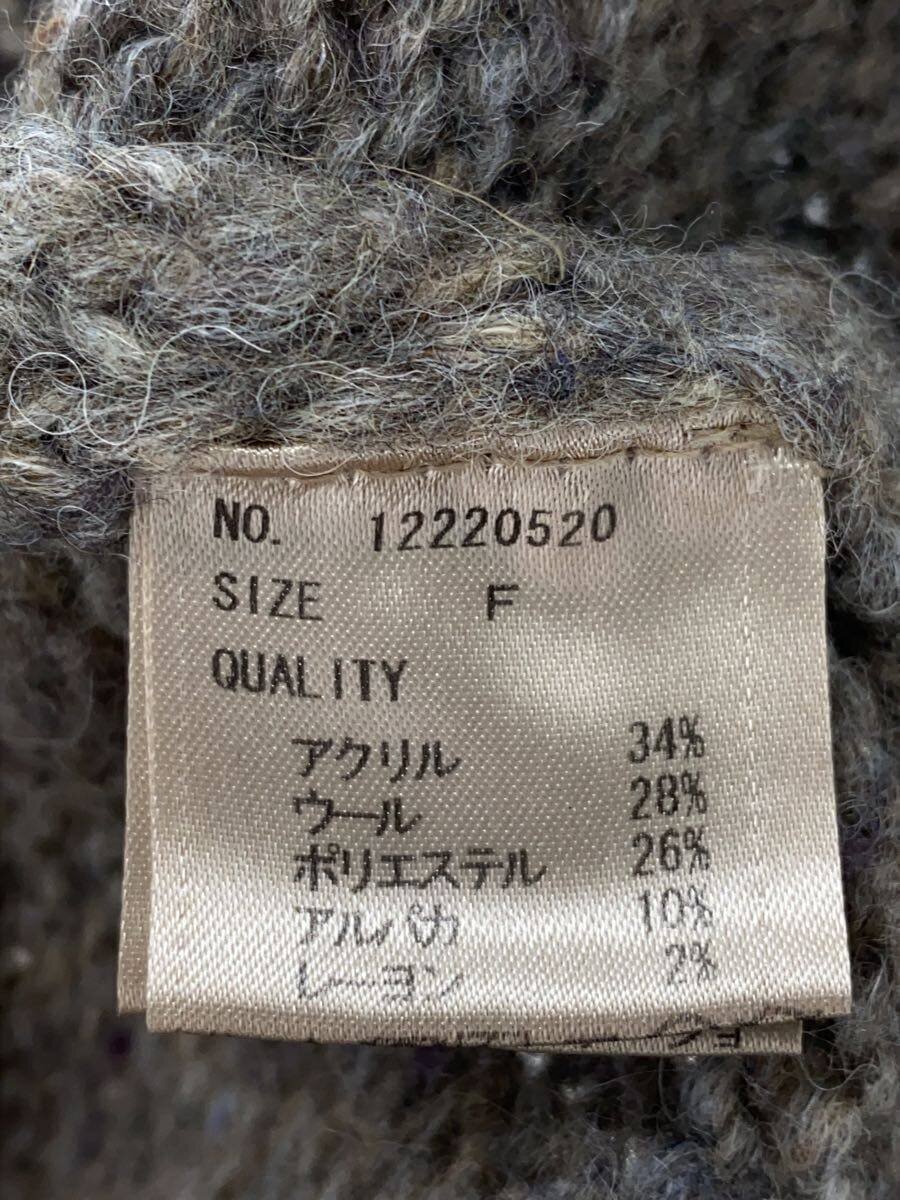 NO. 12220520
SIZE F
QUALITY
アクリル 34%
ウール 28%
ポリエステル 26%
アルパカ 10%
レーヨン 2%